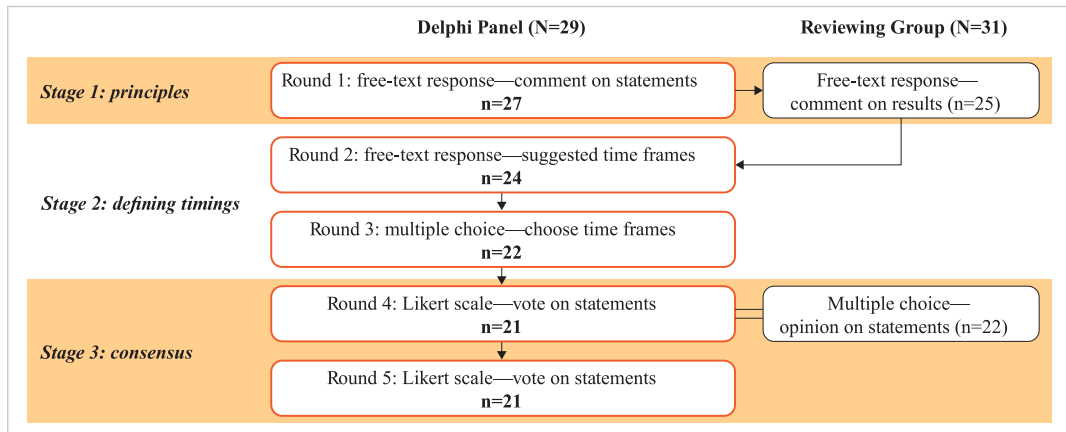 Delphi Panel (N=29)
Reviewing Group (N=31)
Stage 1: principles
Round 1: free-text response—comment on statements
n=27
Free-text response—
comment on results (n=25)
Stage 2: defining timings
Round 2: free-text response—suggested time frames
n=24
Round 3: multiple choice—choose time frames
n=22
Stage 3: consensus
Round 4: Likert scale—vote on statements
n=21
Multiple choice—
opinion on statements (n=22)
Round 5: Likert scale—vote on statements
n=21